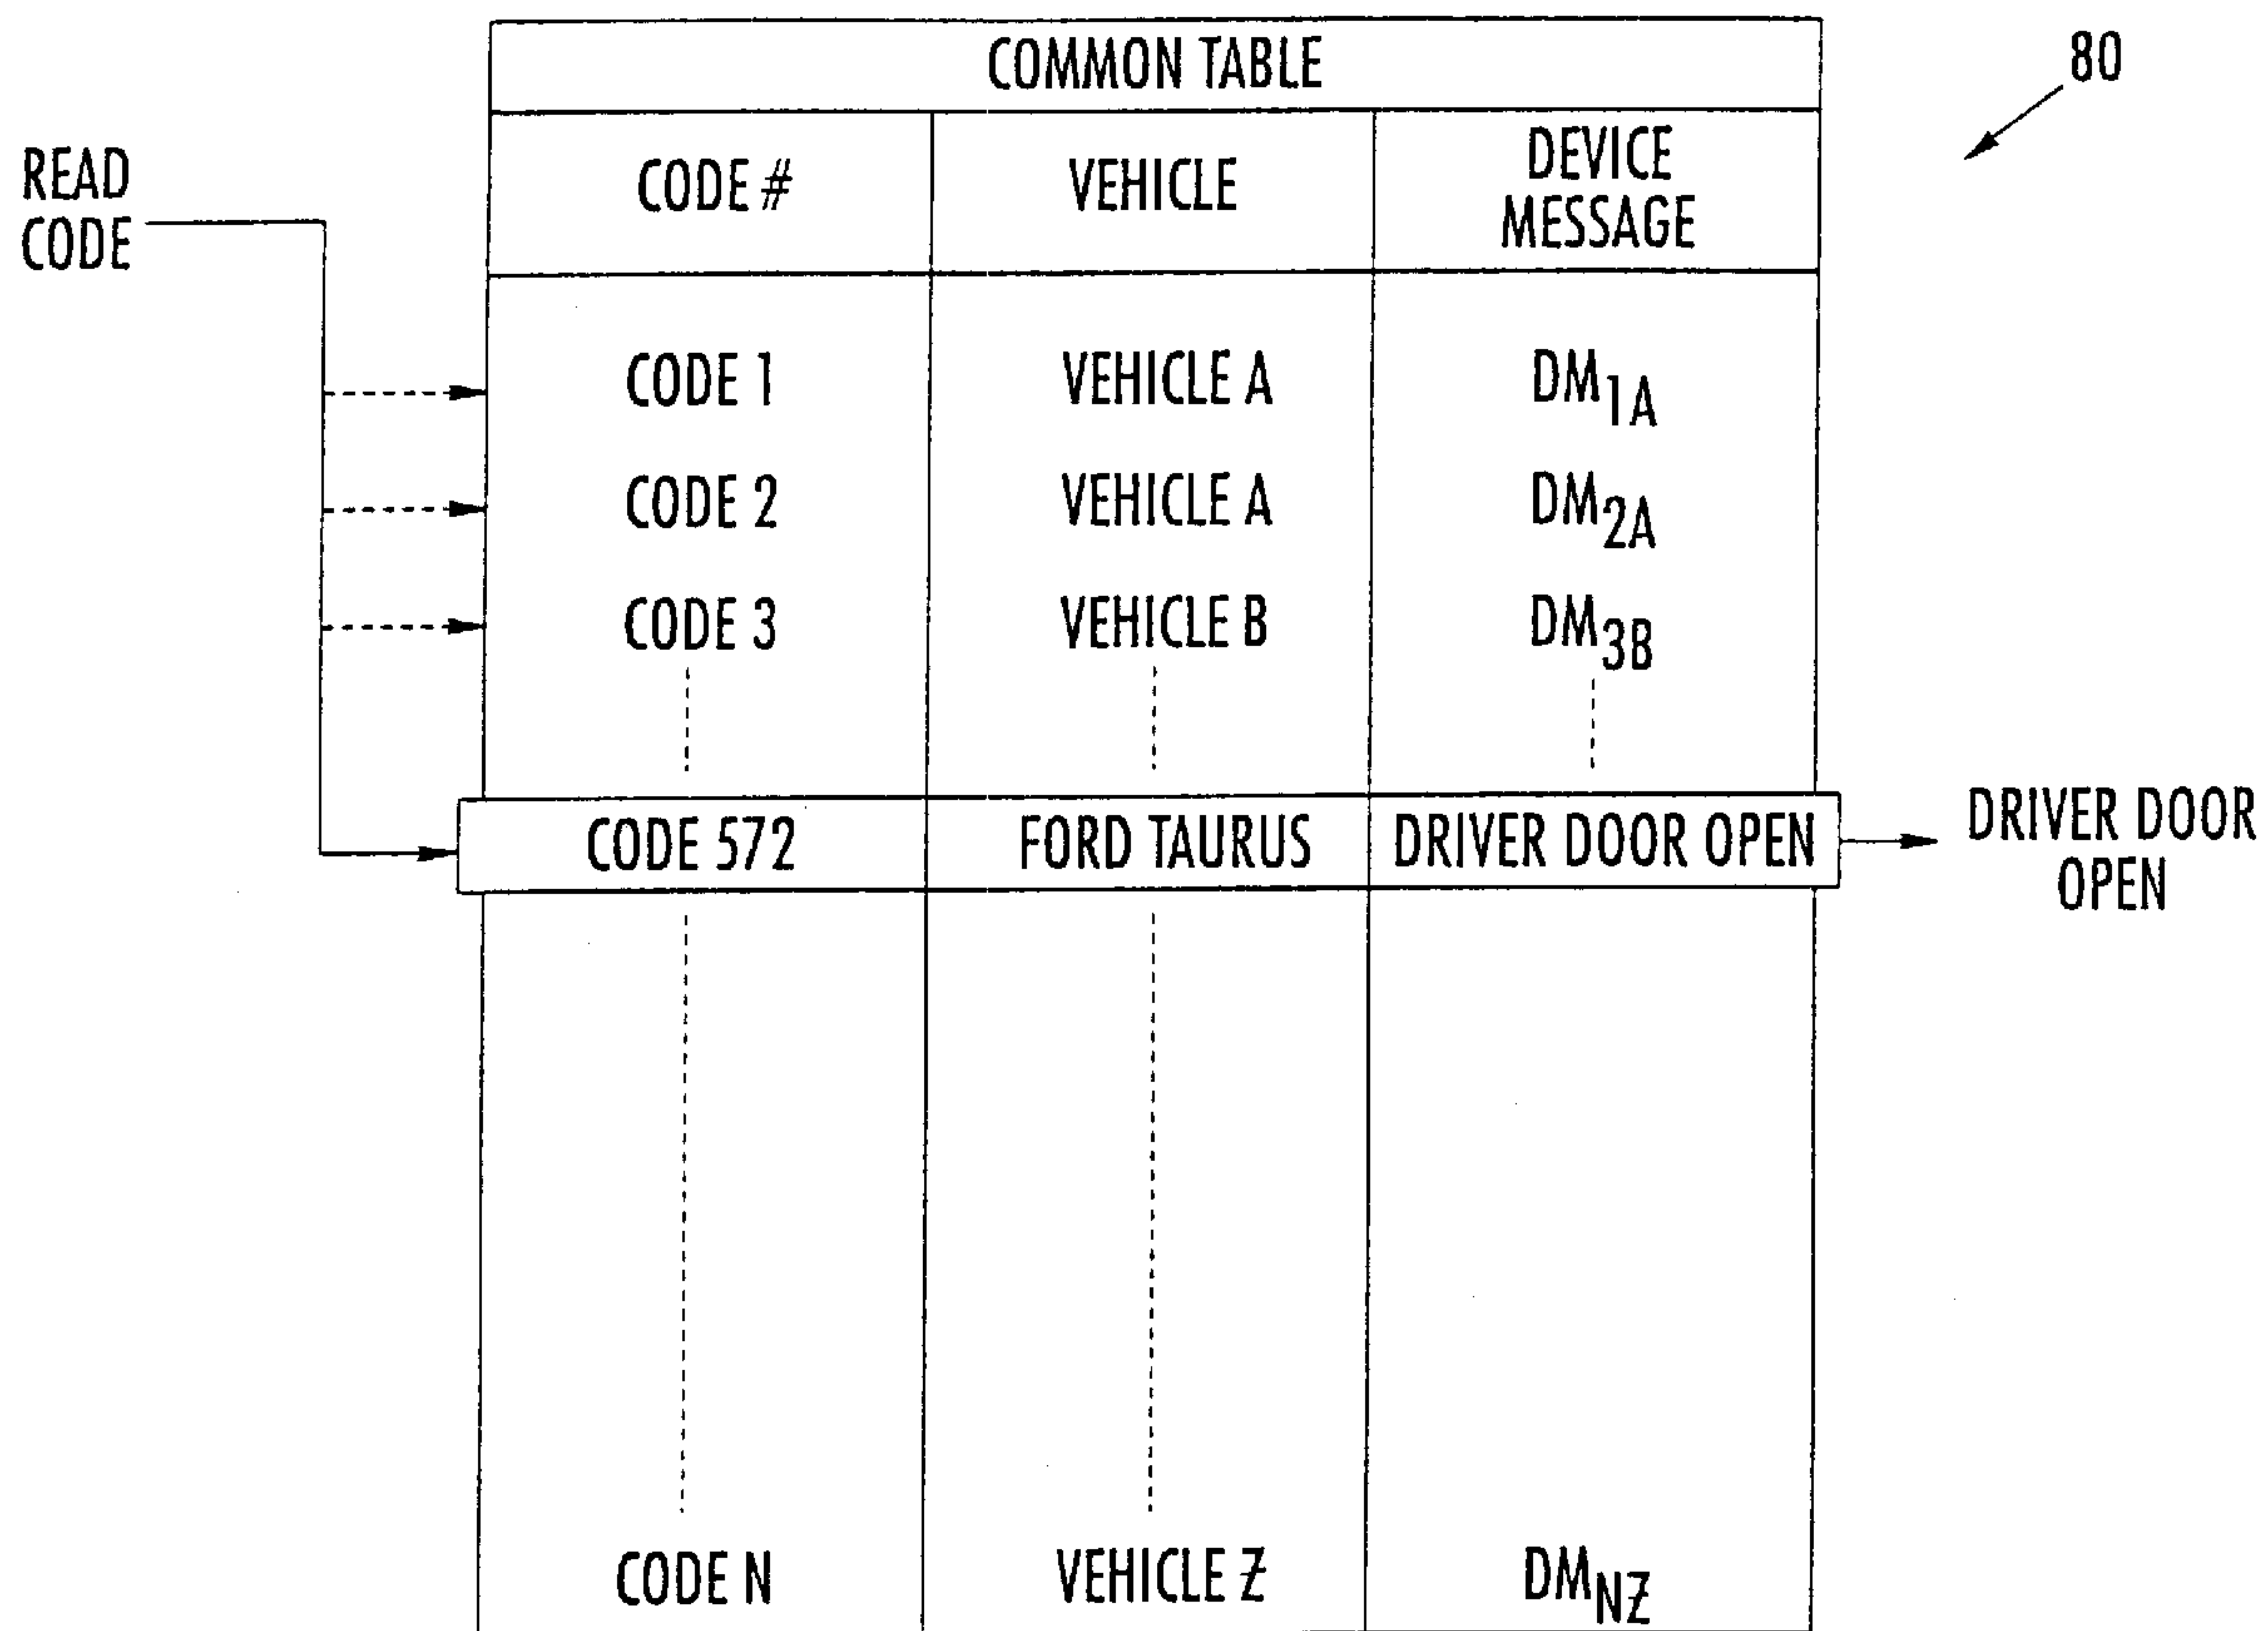 COMMON TABLE
80
READ
CODE
CODE #
VEHICLE
DEVICE
MESSAGE
CODE 1 VEHICLE A DM1A
CODE 2 VEHICLE A DM2A
CODE 3 VEHICLE B DM3B
CODE 572 FORD TAURUS DRIVER DOOR OPEN
DRIVER DOOR
OPEN
CODE N VEHICLE Z DMNZ